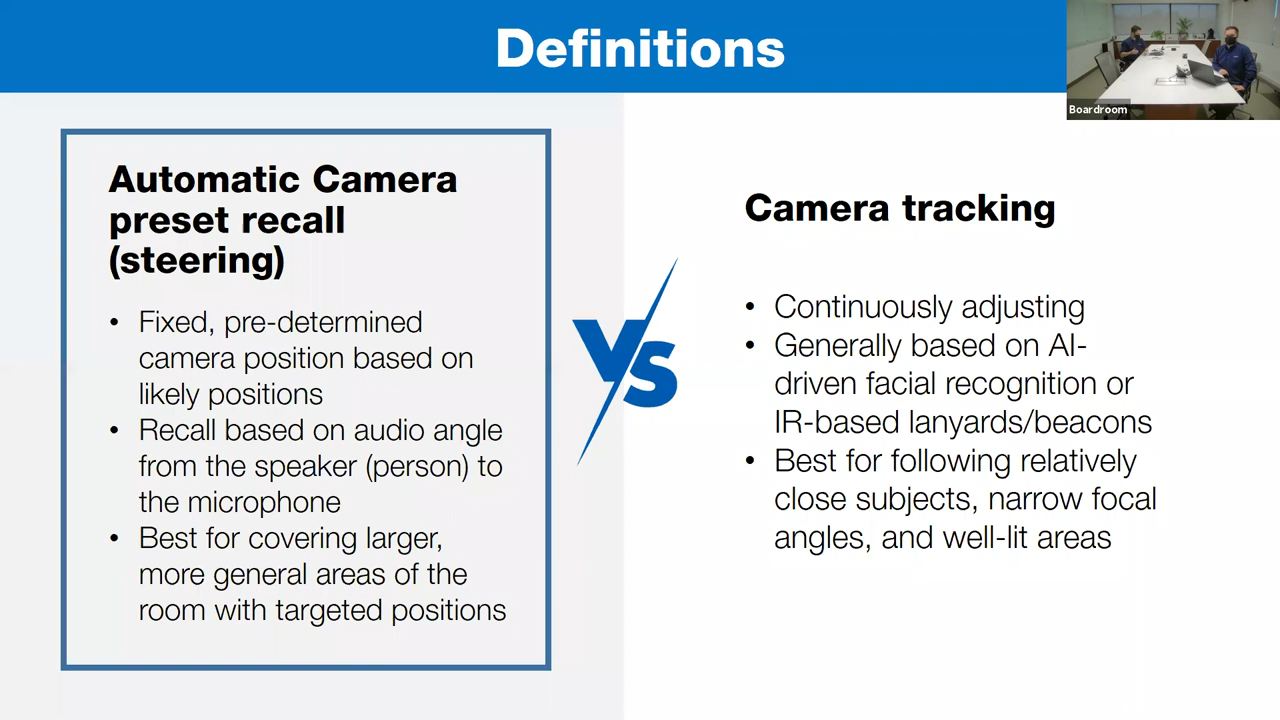 Definitions
Boardroom
Automatic Camera
preset recall
(steering)
• Fixed, pre-determined
camera position based on
likely positions
• Recall based on audio angle
from the speaker (person) to
the microphone
• Best for covering larger,
more general areas of the
room with targeted positions
VS
Camera tracking
• Continuously adjusting
• Generally based on AI-
driven facial recognition or
IR-based lanyards/beacons
• Best for following relatively
close subjects, narrow focal
angles, and well-lit areas